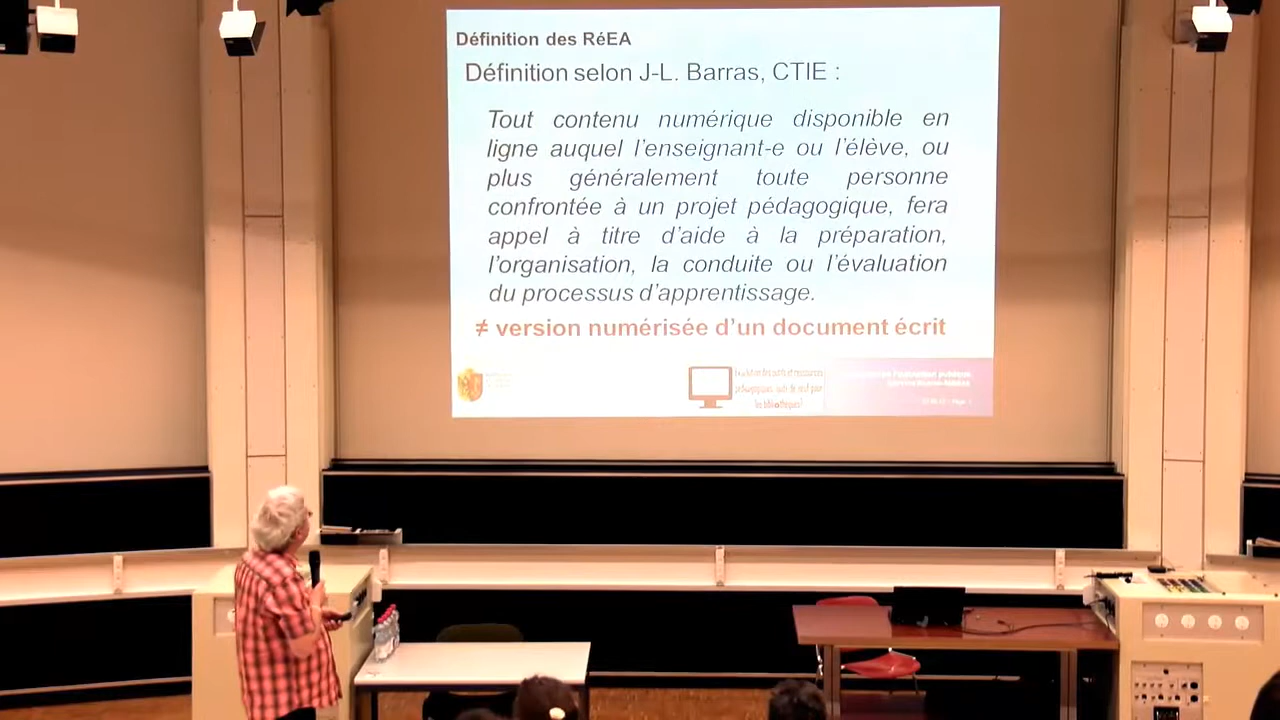 Définition des RéEA
Définition selon J-L. Barras, CTIE :
Tout contenu numérique disponible en
ligne auquel l'enseignant-e ou l'élève, ou
plus généralement toute personne
confrontée à un projet pédagogique, fera
appel à titre d'aide à la préparation,
l'organisation, la conduite ou l'évaluation
du processus d'apprentissage.
≠ version numérisée d'un document écrit
les bibliothèques?